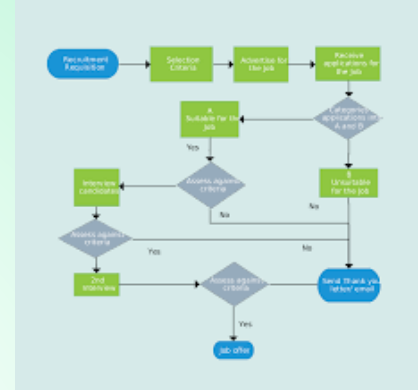 Recruitment
Requisition
Selection
Criteria
Advertise for
the job
Receive
applications for
the job
Categories
applications int
A and B
A
Suitable for the
job
Yes
Assess against
criteria
B
Unsuitable
for the job
Interview
candidates
No
No
Assess against
criteria
Yes
No
2nd
interview
Assess against
criteria
Send Thank you
letter/ email
Yes
Job offer